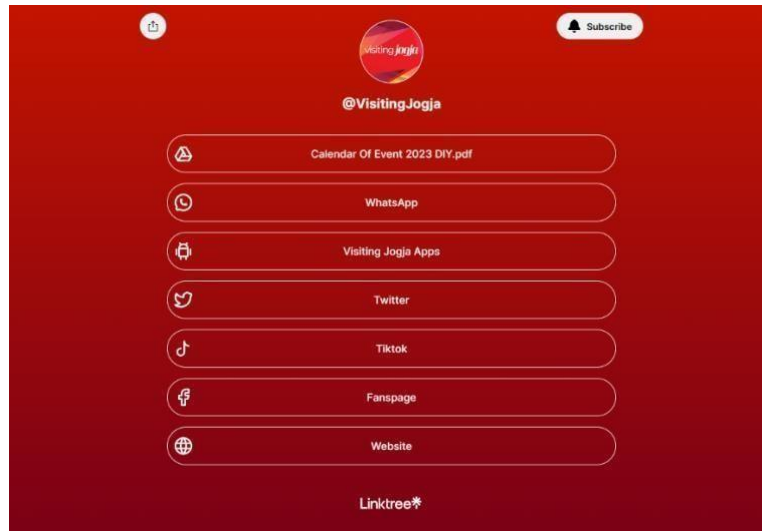 Subscribe
visiting jogja
@VisitingJogja
Calendar Of Event 2023 DIY.pdf
WhatsApp
Visiting Jogja Apps
Twitter
Tiktok
Fanspage
Website
Linktree